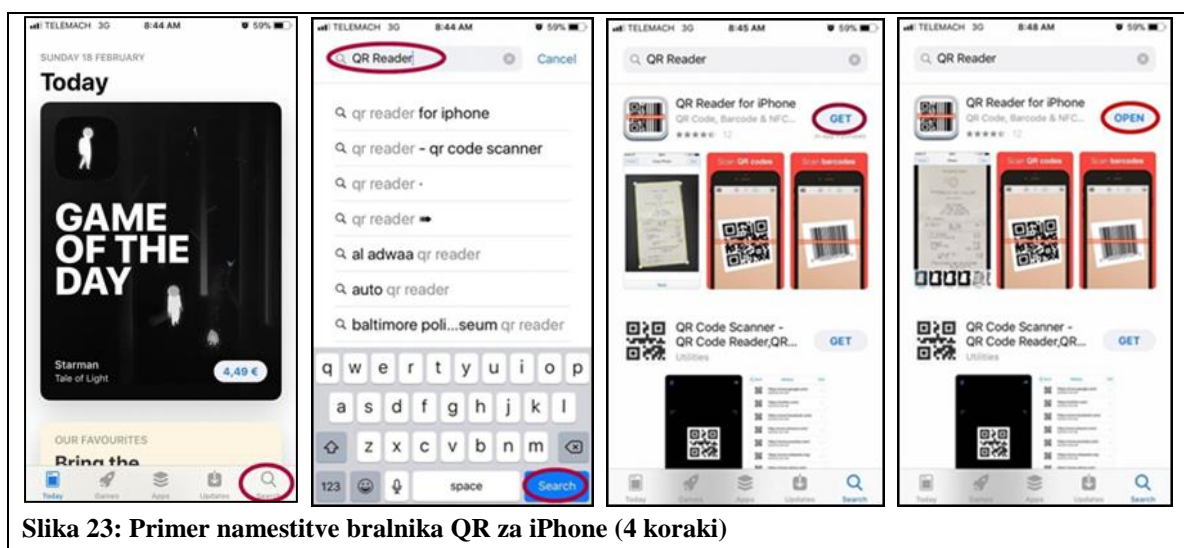 TELEMACH 3G 8:44 AM 59%
SUNDAY 18 FEBRUARY
Today
GAME
OF THE
DAY
Starman
Tale of Light
4,49 €
OUR FAVOURITES
Bring the
Today Games Apps Updates Search
TELEMACH 3G 8:44 AM 59%
QR Reader Cancel
qr reader for iphone
qr reader - qr code scanner
qr reader ·
qr reader ➠
al adwaa qr reader
auto qr reader
baltimore poli...seum qr reader
q w e r t y u i o p
a s d f g h j k l
z x c v b n m
123 space Search
TELEMACH 3G 8:45 AM 59%
QR Reader
QR Reader for iPhone
QR Code, Barcode & NFC...
GET
12
Scan QR codes
Scan barcodes
QR Code Scanner -
QR Code Reader,QR...
Utilities
GET
Today Games Apps Updates Search
TELEMACH 3G 8:48 AM 59%
QR Reader
QR Reader for iPhone
QR Code, Barcode & NFC...
OPEN
12
Scan QR codes
Scan barcodes
QR Code Scanner -
QR Code Reader,QR...
Utilities
GET
Today Games Apps Updates Search
Slika 23: Primer namestitve bralnika QR za iPhone (4 koraki)